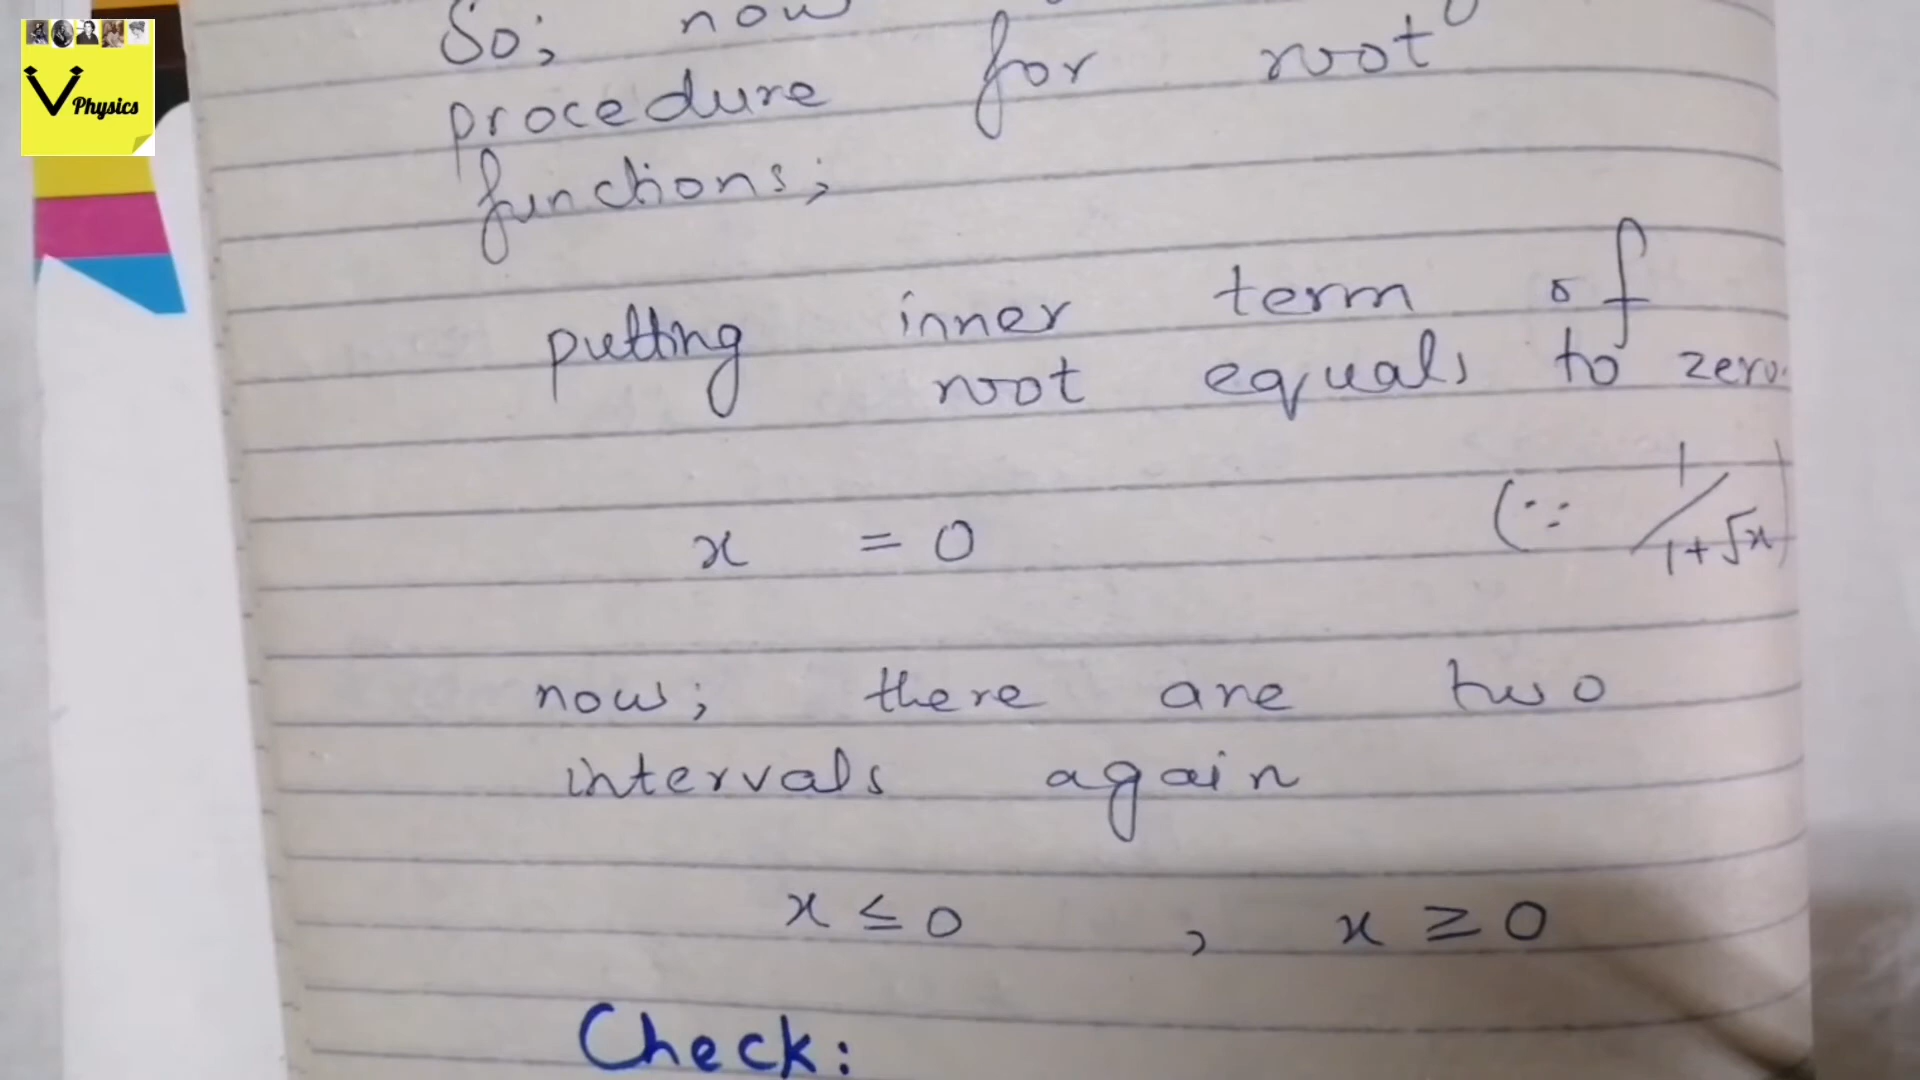 V Physics
So; now
procedure for root
functions;
putting inner term of
root equals to zero.
x = 0 (∵ 1/1+√x)
now; there are two
intervals again
x ≤ 0 , x ≥ 0
Check: